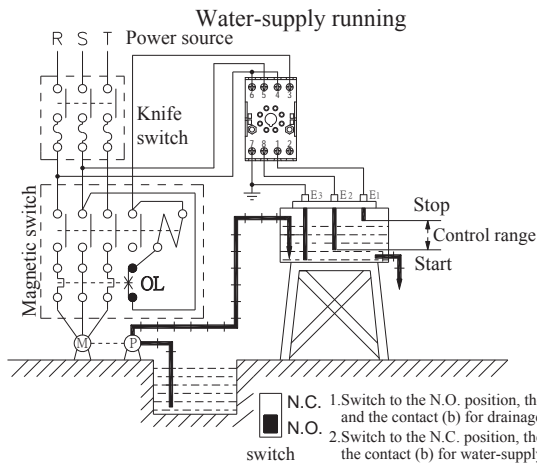 Water-supply running
R S T Power source
Knife
switch
6 5 4 3
7 8 1 2
E3 E2 E1
Stop
Control range
Start
Magnetic switch
OL
M P
N.C.
N.O.
switch
1.Switch to the N.O. position, th
and the contact (b) for drainag
2.Switch to the N.C. position, the
the contact (b) for water-supply